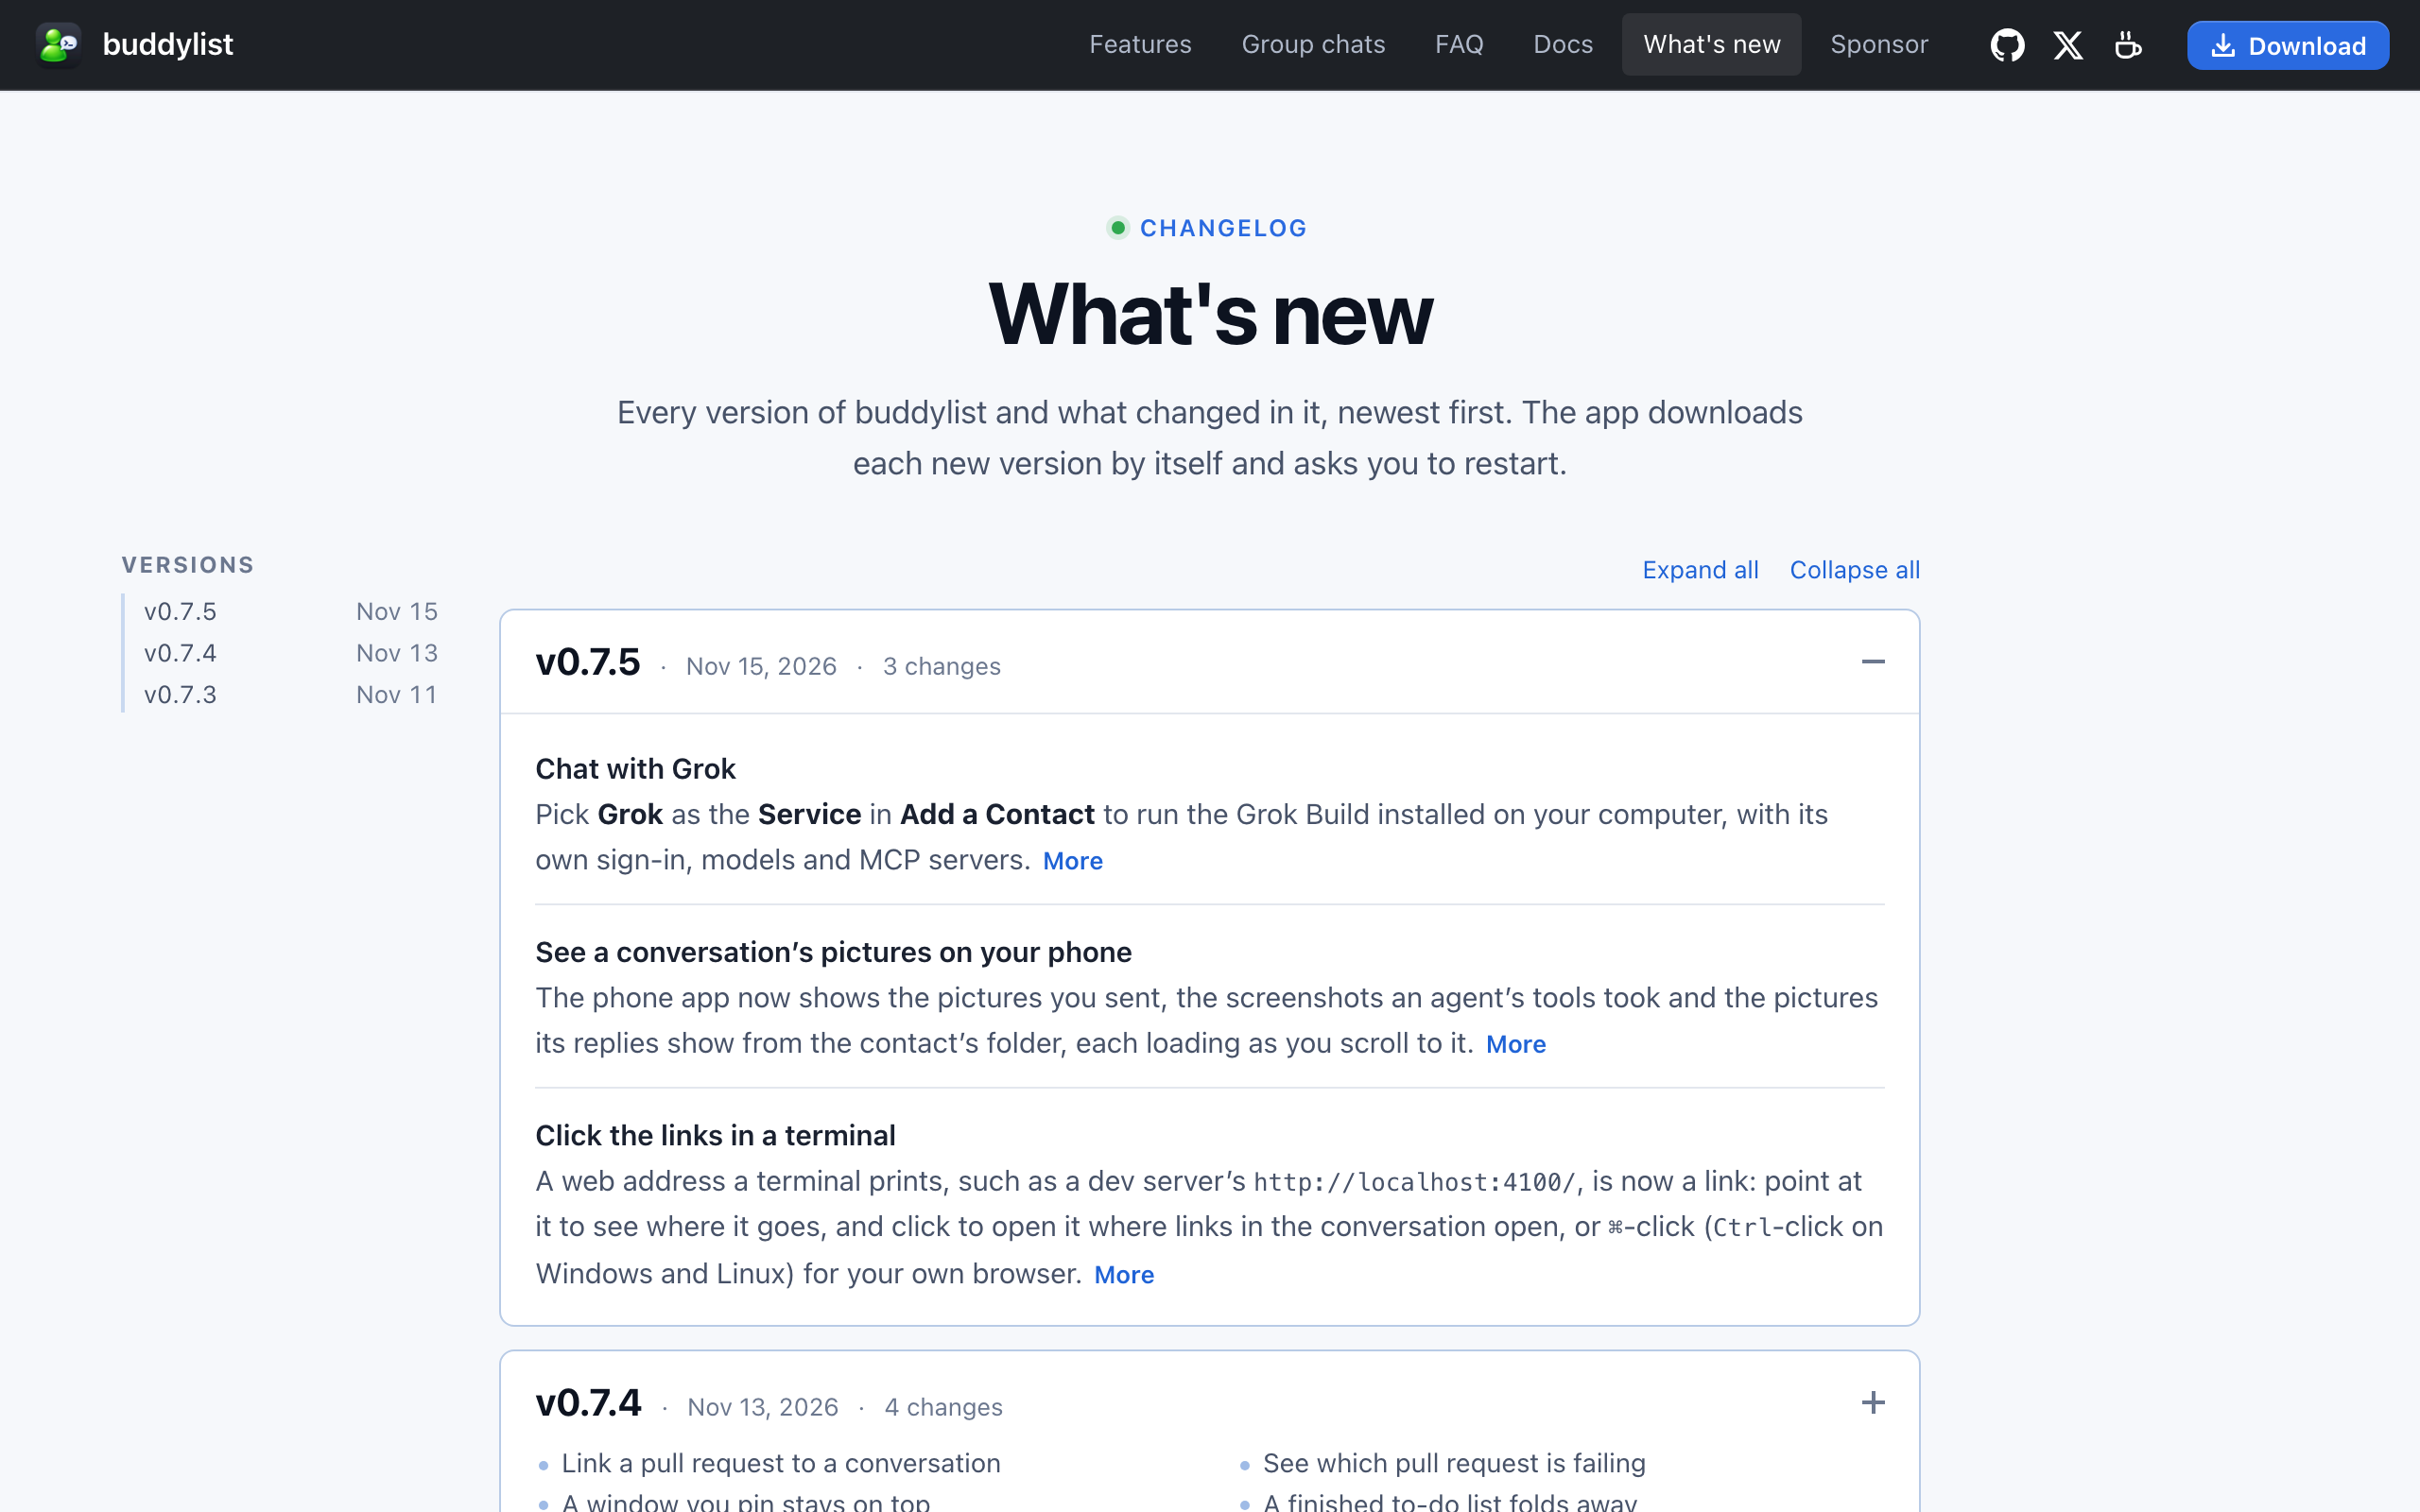 buddylist
Features
Group chats
FAQ
Docs
What's new
Sponsor
Download
CHANGELOG
What's new
Every version of buddylist and what changed in it, newest first. The app downloads
each new version by itself and asks you to restart.
VERSIONS
v0.7.5 Nov 15
v0.7.4 Nov 13
v0.7.3 Nov 11
Expand all Collapse all
v0.7.5 · Nov 15, 2026 · 3 changes
Chat with Grok
Pick Grok as the Service in Add a Contact to run the Grok Build installed on your computer, with its
own sign-in, models and MCP servers. More
See a conversation’s pictures on your phone
The phone app now shows the pictures you sent, the screenshots an agent’s tools took and the pictures
its replies show from the contact’s folder, each loading as you scroll to it. More
Click the links in a terminal
A web address a terminal prints, such as a dev server’s http://localhost:4100/, is now a link: point at
it to see where it goes, and click to open it where links in the conversation open, or ⌘-click (Ctrl-click on
Windows and Linux) for your own browser. More
v0.7.4 · Nov 13, 2026 · 4 changes
Link a pull request to a conversation
See which pull request is failing
A window you pin stays on top
A finished to-do list folds away